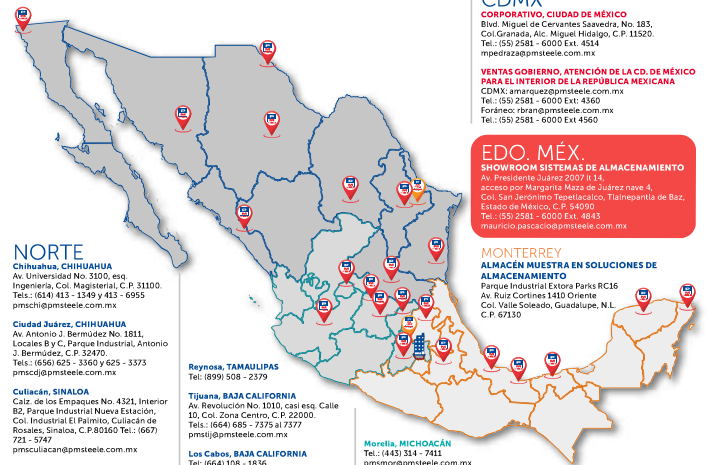 CDMX
CORPORATIVO, CIUDAD DE MÉXICO
Blvd. Miguel de Cervantes Saavedra, No. 183,
Col.Granada, Alc. Miguel Hidalgo, C.P. 11520.
Tel.: (55) 2581 - 6000 Ext. 4514
mpedraza@pmsteele.com.mx
VENTAS GOBIERNO, ATENCIÓN DE LA CD. DE MÉXICO
PARA EL INTERIOR DE LA REPÚBLICA MEXICANA
CDMX: amarquez@pmsteele.com.mx
Tel.: (55) 2581 - 6000 Ext: 4360
Foráneo: rbran@pmsteele.com.mx
Tel.: (55) 2581 - 6000 Ext 4560
EDO. MÉX.
SHOWROOM SISTEMAS DE ALMACENAMIENTO
Av. Presidente Juárez 2007 lt 14,
acceso por Margarita Maza de Juárez nave 4,
Col. San Jerónimo Tepetlacalco, Tlalnepantla de Baz,
Estado de México, C.P. 54090
Tel.: (55) 2581 - 6000 Ext. 4843
mauricio.pascacio@pmsteele.com.mx
MONTERREY
ALMACÉN MUESTRA EN SOLUCIONES DE
ALMACENAMIENTO
Parque Industrial Extora Parks RC16
Av. Ruiz Cortines 1410 Oriente
Col. Valle Soleado, Guadalupe, N.L.
C.P. 67130
NORTE
Chihuahua, CHIHUAHUA
Av. Universidad No. 3100, esq.
Ingeniería, Col. Magisterial, C.P. 31100.
Tels.: (614) 413 - 1349 y 413 - 6955
pmschi@pmsteele.com.mx
Ciudad Juárez, CHIHUAHUA
Av. Antonio J. Bermúdez No. 1811,
Locales B y C, Parque Industrial, Antonio
J. Bermúdez, C.P. 32470.
Tels.: (656) 625 - 3360 y 625 - 3373
pmscdj@pmsteele.com.mx
Culiacán, SINALOA
Calz. de los Empaques No. 4321, Interior
B2, Parque Industrial Nueva Estación,
Col. Industrial El Palmito, Culiacán de
Rosales, Sinaloa, C.P.80160 Tel.: (667)
721 - 5747
pmsculiacan@pmsteele.com.mx
Reynosa, TAMAULIPAS
Tel: (899) 508 - 2379
Tijuana, BAJA CALIFORNIA
Av. Revolución No. 1010, casi esq. Calle
10, Col. Zona Centro, C.P. 22000.
Tels.: (664) 685 - 7375 al 7377
pmstij@pmsteele.com.mx
Los Cabos, BAJA CALIFORNIA
Tel: (664) 108 - 1836
Morelia, MICHOACÁN
Tel.: (443) 314 - 7411
pmsmor@pmsteele.com.mx